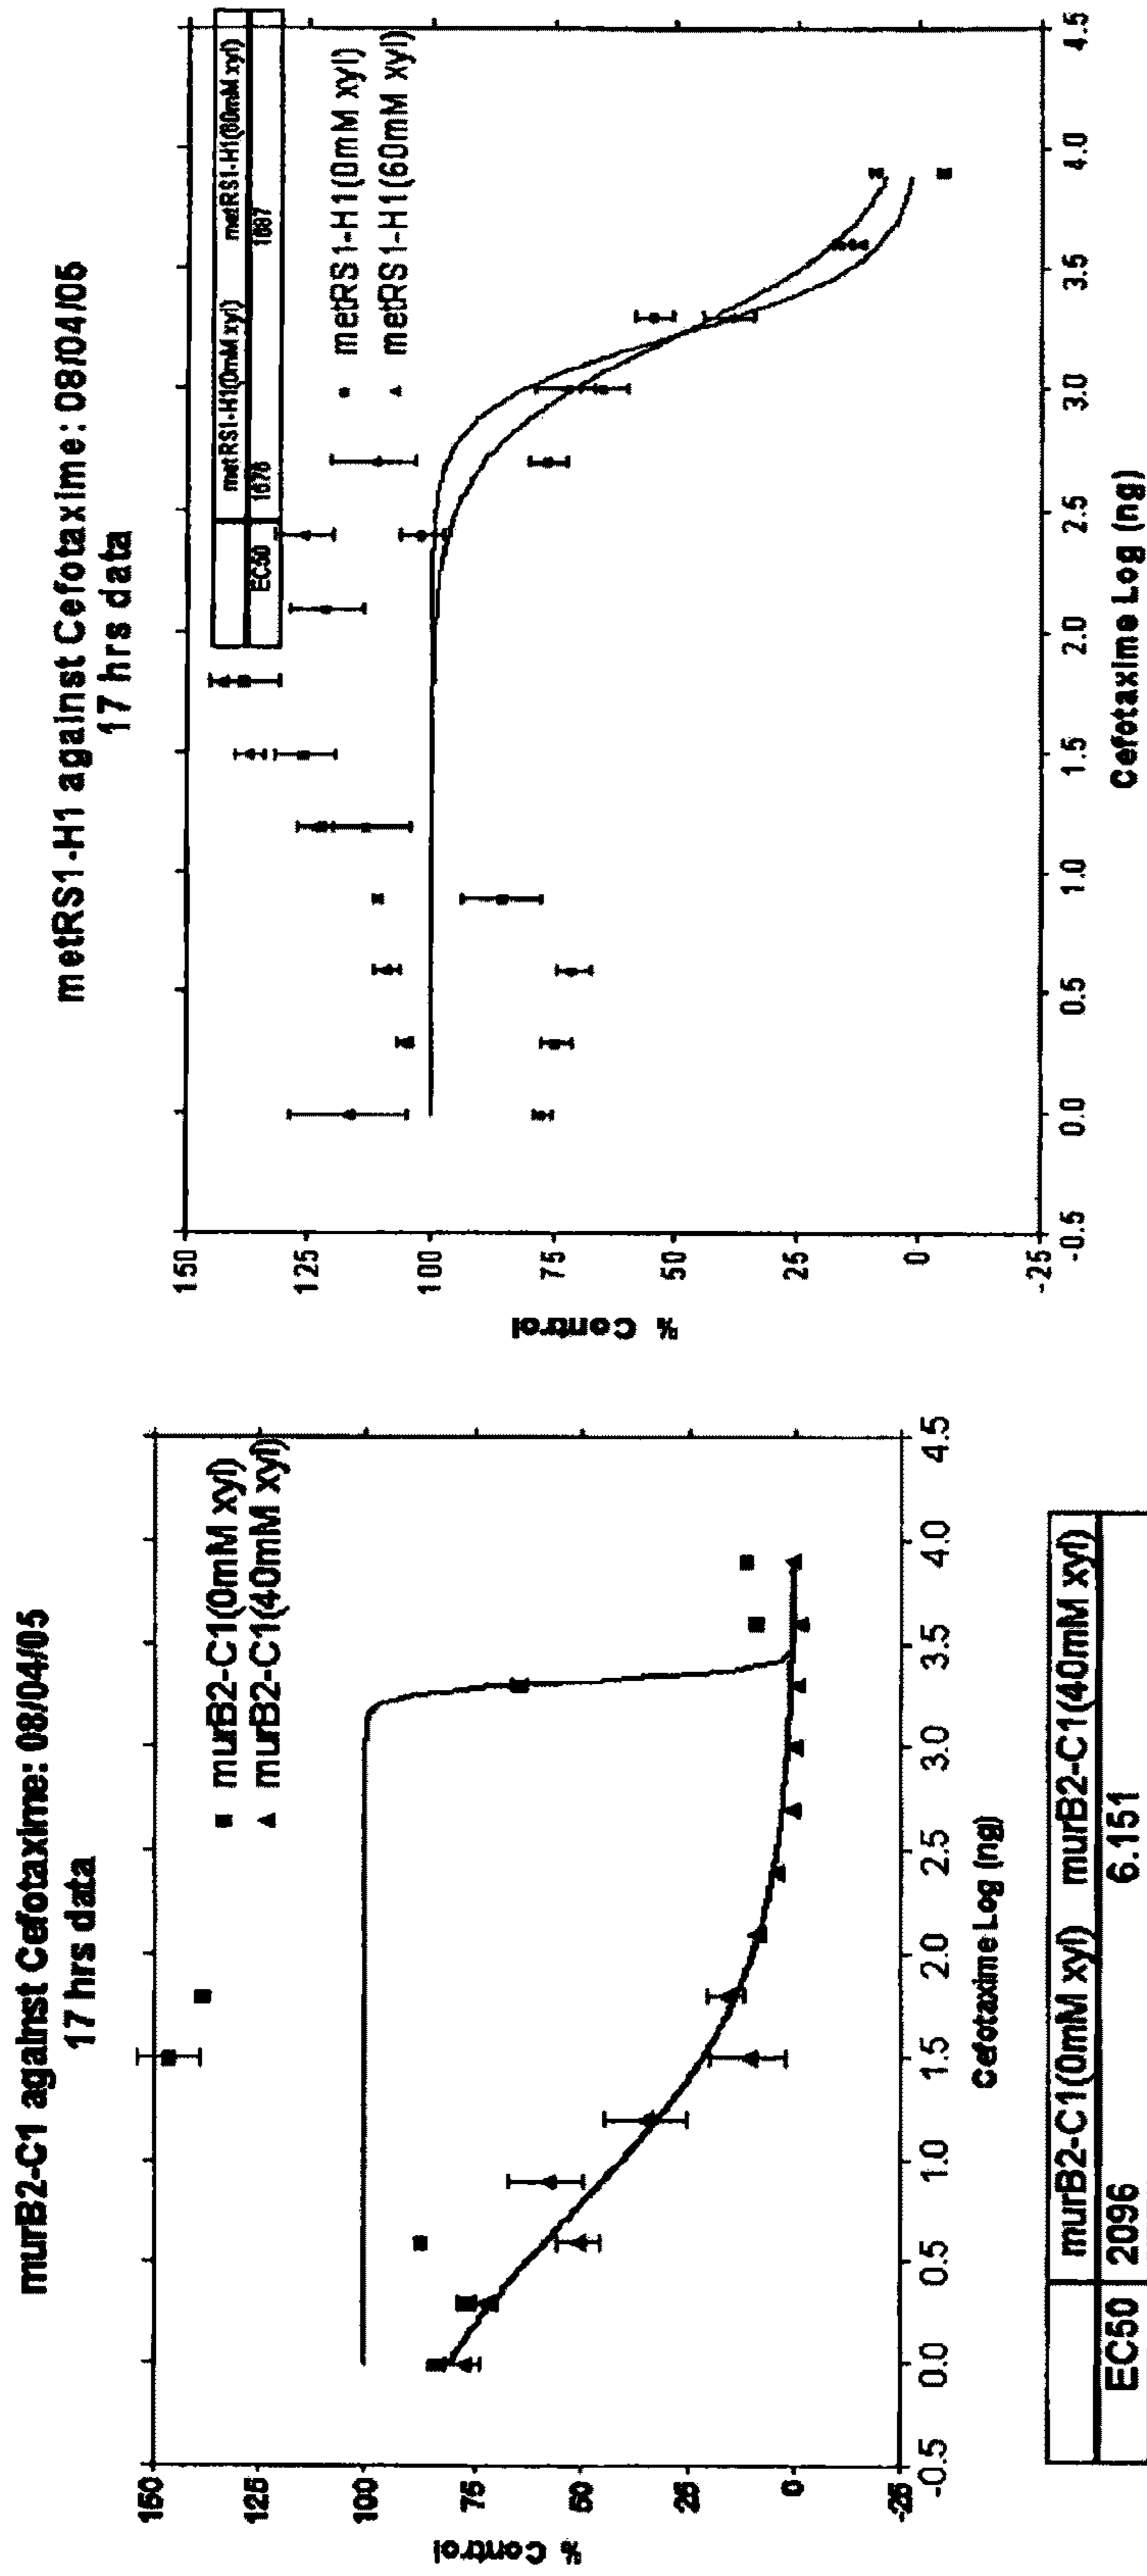 murB2-C1 against Cefotaxime: 08/04/05
17 hrs data
% Control
150
125
100
75
50
25
0
-25
murB2-C1(0mM xyl)
murB2-C1(40mM xyl)
-0.5 0.0 0.5 1.0 1.5 2.0 2.5 3.0 3.5 4.0 4.5
Cefotaxime Log (ng)
murB2-C1(0mM xyl) murB2-C1(40mM xyl)
EC50 2096 6.151
metRS1-H1 against Cefotaxime: 08/04/05
17 hrs data
% Control
150
125
100
75
50
25
0
-25
metRS1-H1(0mM xyl) metRS1-H1(60mM xyl)
EC50 1676 1687
metRS1-H1(0mM xyl)
metRS1-H1(60mM xyl)
-0.5 0.0 0.5 1.0 1.5 2.0 2.5 3.0 3.5 4.0 4.5
Cefotaxime Log (ng)